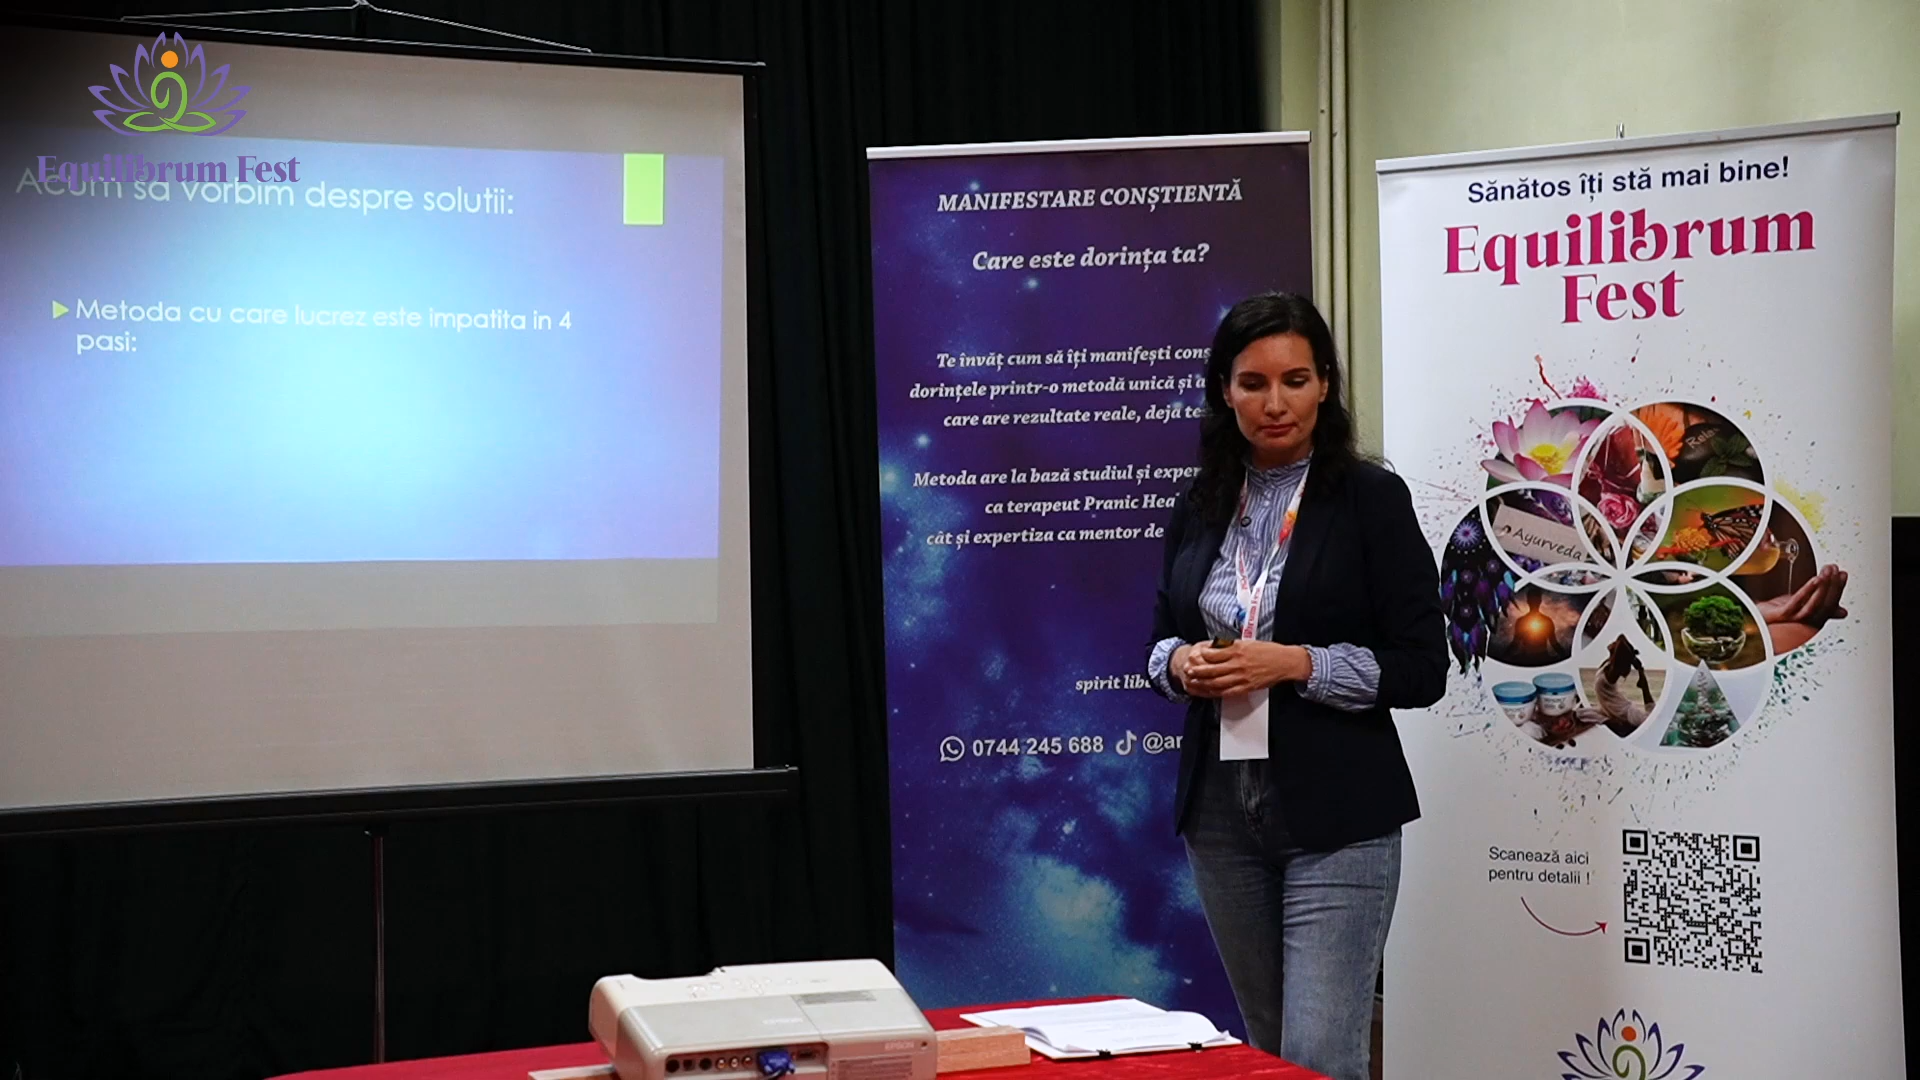 Equilibrum Fest
Acum sa vorbim despre solutii:
Metoda cu care lucrez este impatita in 4
pasi:
MANIFESTARE CONȘTIENTĂ
Care este dorința ta?
Te învăț cum să îți manifești
dorințele printr-o metodă unică și
care are rezultate reale, deja
Metoda are la bază studiul și
ca terapeut Pranic
cât și expertiza ca mentor de
spirit
0744 245 688
Sănătos îți stă mai bine!
Equilibrum
Fest
Relax
Ayurveda
Scanează aici
pentru detalii !
EPSON